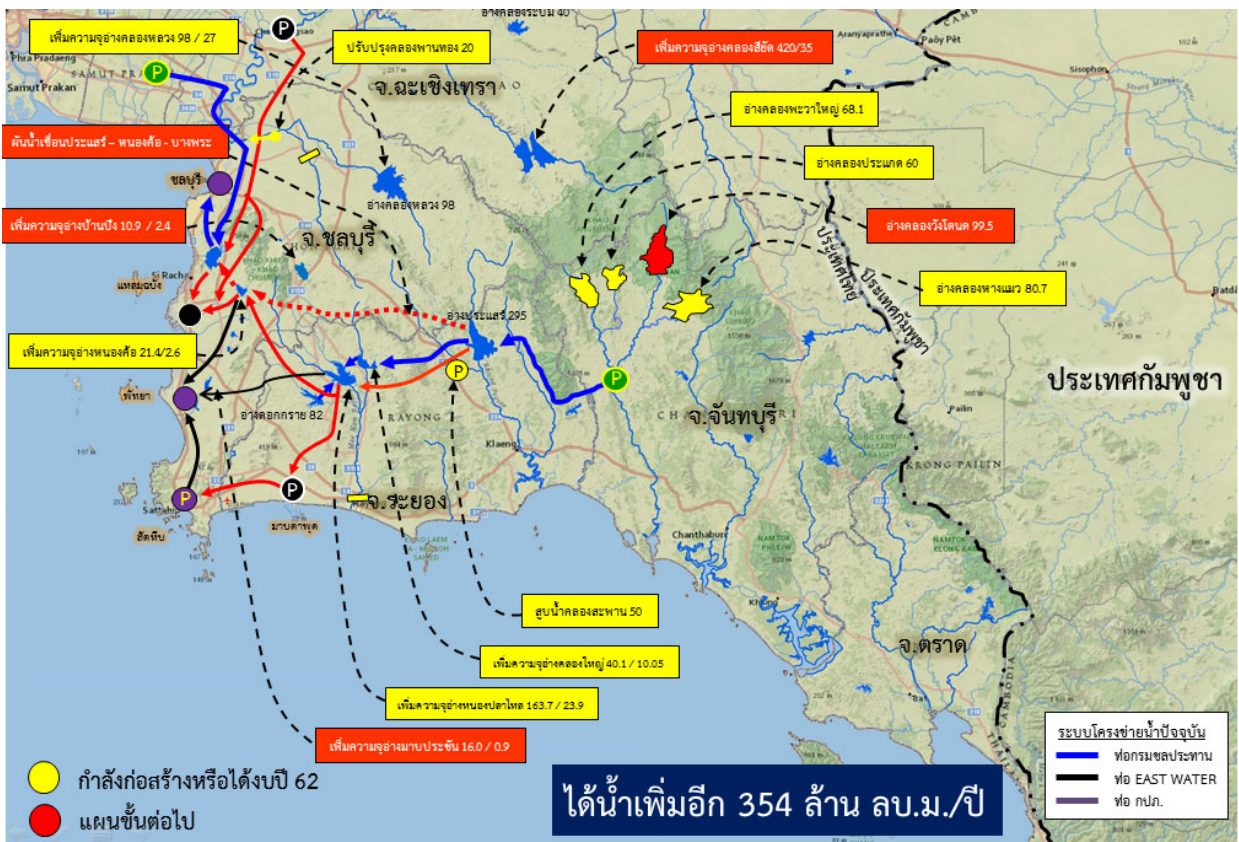 อ่างคลองระบม 40
เพิ่มความจุอ่างคลองหลวง 98 / 27
P
ปรับปรุงคลองพานทอง 20
เพิ่มความจุอ่างคลองสียัด 420/35
Aranyaprathe
Paôy Pêt
Sisophon
Phra Pradaeng
Samut Prakan
P
จ.ฉะเชิงเทรา
อ่างคลองพะวาใหญ่ 68.1
ผันน้ำเขื่อนประแสร์ – หนองค้อ - บางพระ
อ่างคลองประแกด 60
ชลบุรี
อ่างคลองหลวง 98
เพิ่มความจุอ่างบ้านบึง 10.9 / 2.4
จ.ชลบุรี
อ่างคลองวังโตนด 99.5
ประเทศไทย
ประเทศกัมพูชา
Si Racha
แหลมฉบัง
อ่างคลองหางแมว 80.7
อ่างประแสร์ 295
เพิ่มความจุอ่างหนองค้อ 21.4/2.6
P
P
ประเทศกัมพูชา
พัทยา
อ่างดอกกราย 82
RAYONG
จ.จันทบุรี
Pailin
Klaeng
KRONG PAILIN
P
P
จ.ระยอง
Sattahip
สัตหีบ
มาบตาพุด
Chanthaburi
สูบน้ำคลองสะพาน 50
Khlung
จ.ตราด
เพิ่มความจุอ่างคลองใหญ่ 40.1 / 10.05
เพิ่มความจุอ่างหนองปลาไหล 163.7 / 23.9
Trat
เพิ่มความจุอ่างมาบประชัน 16.0 / 0.9
CAMBODIA
กำลังก่อสร้างหรือได้งบปี 62
แผนขั้นต่อไป
ได้น้ำเพิ่มอีก 354 ล้าน ลบ.ม./ปี
ระบบโครงข่ายน้ำปัจจุบัน
ท่อกรมชลประทาน
ท่อ EAST WATER
ท่อ กปภ.